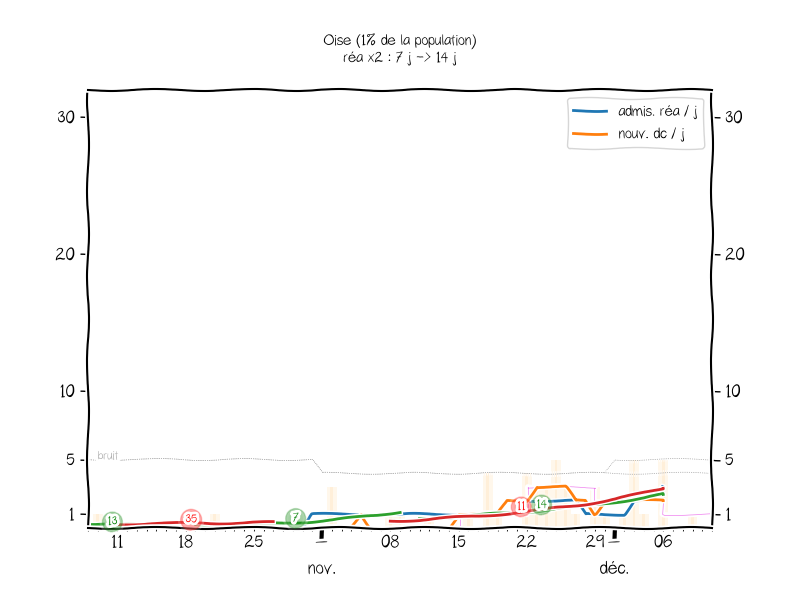 Oise (1% de la population)
réa x2 : 7 j -> 14 j
admis. réa / j
nouv. dc / j
30 30
20 20
10 10
bruit
5 5
1 1
13 35 7 11 14
11 18 25 1 08 15 22 29 1 06
nov. déc.